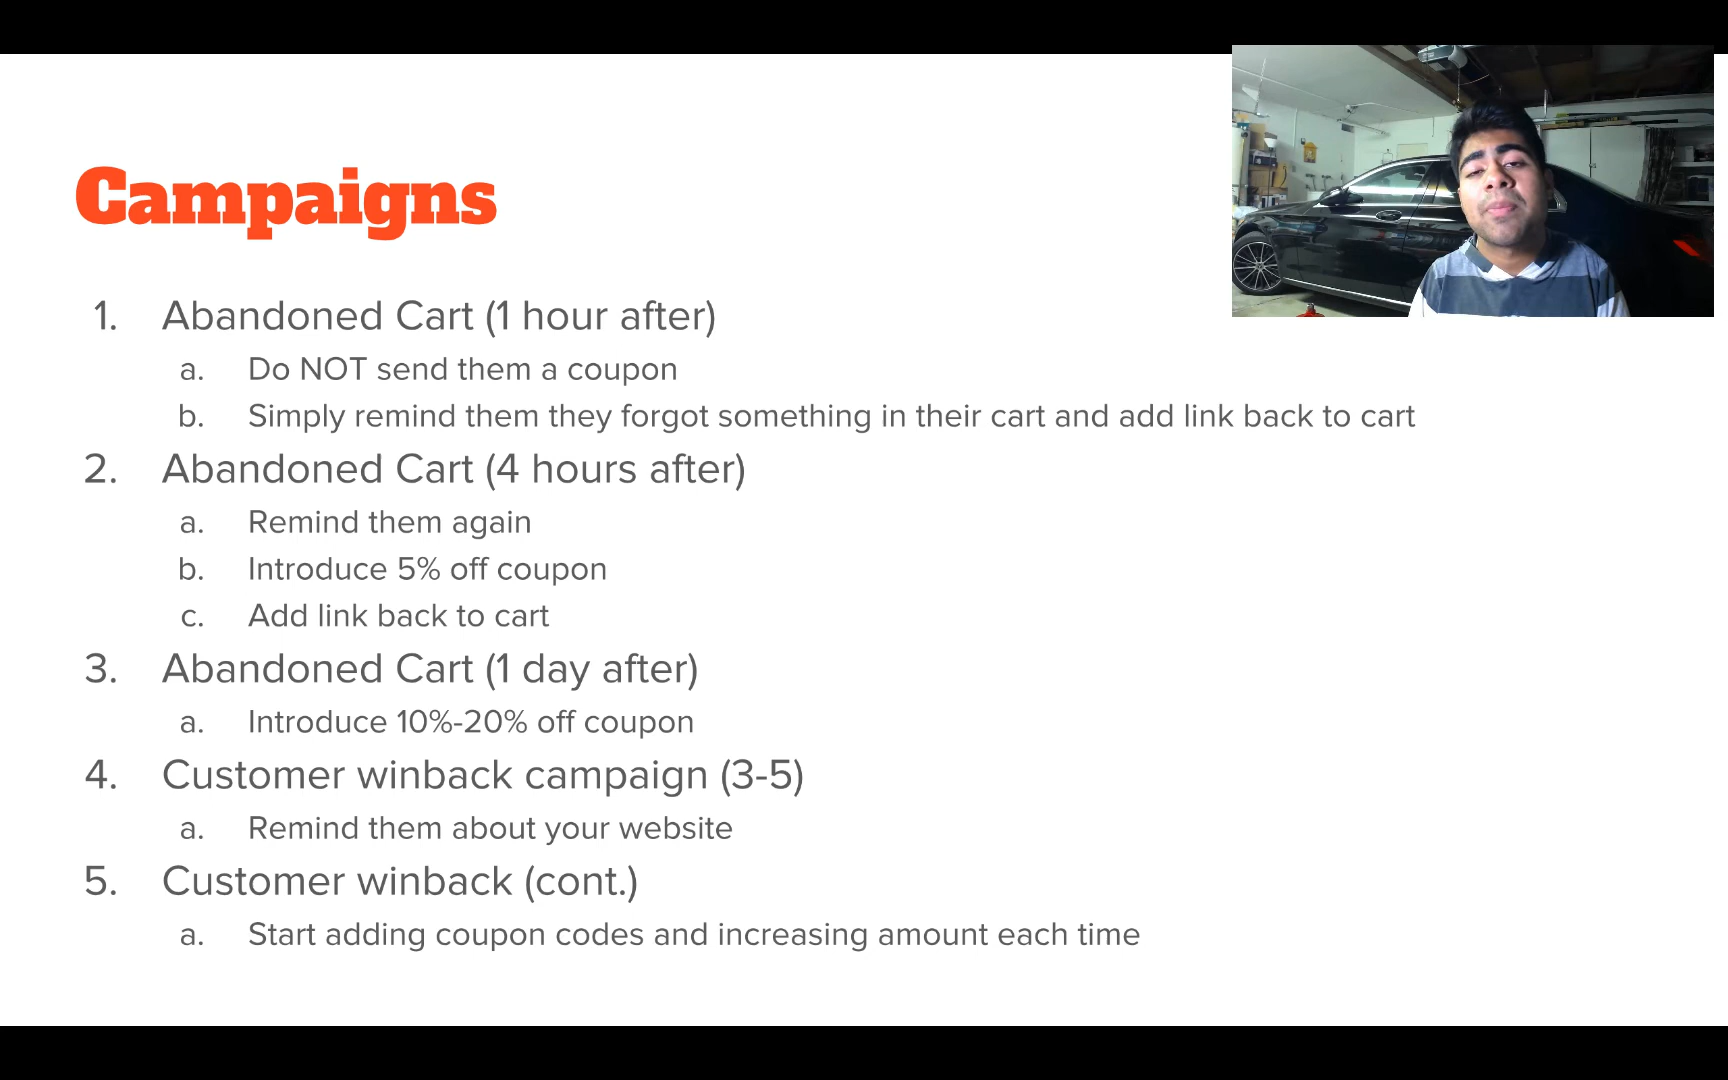 Campaigns
1. Abandoned Cart (1 hour after)
a. Do NOT send them a coupon
b. Simply remind them they forgot something in their cart and add link back to cart
2. Abandoned Cart (4 hours after)
a. Remind them again
b. Introduce 5% off coupon
c. Add link back to cart
3. Abandoned Cart (1 day after)
a. Introduce 10%-20% off coupon
4. Customer winback campaign (3-5)
a. Remind them about your website
5. Customer winback (cont.)
a. Start adding coupon codes and increasing amount each time